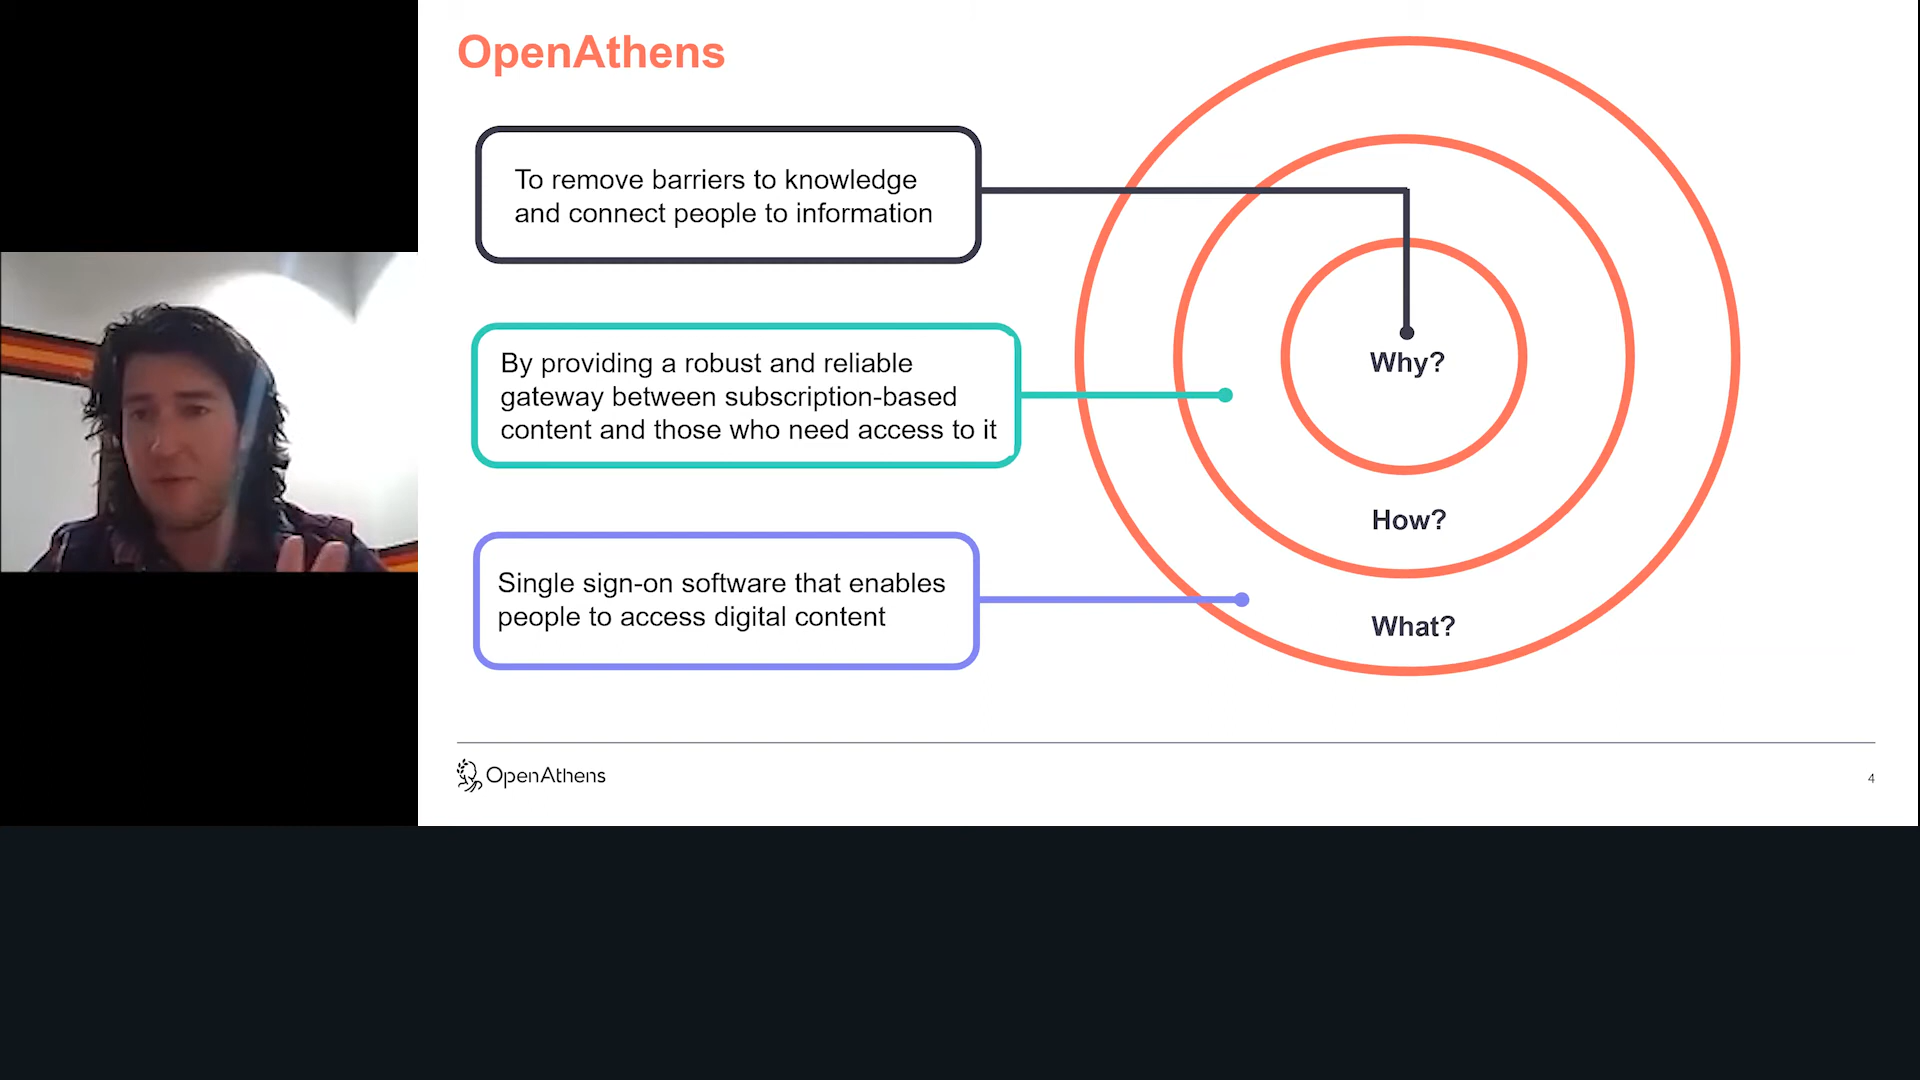 OpenAthens
To remove barriers to knowledge
and connect people to information
By providing a robust and reliable
gateway between subscription-based
content and those who need access to it
Single sign-on software that enables
people to access digital content
Why?
How?
What?
OpenAthens
4